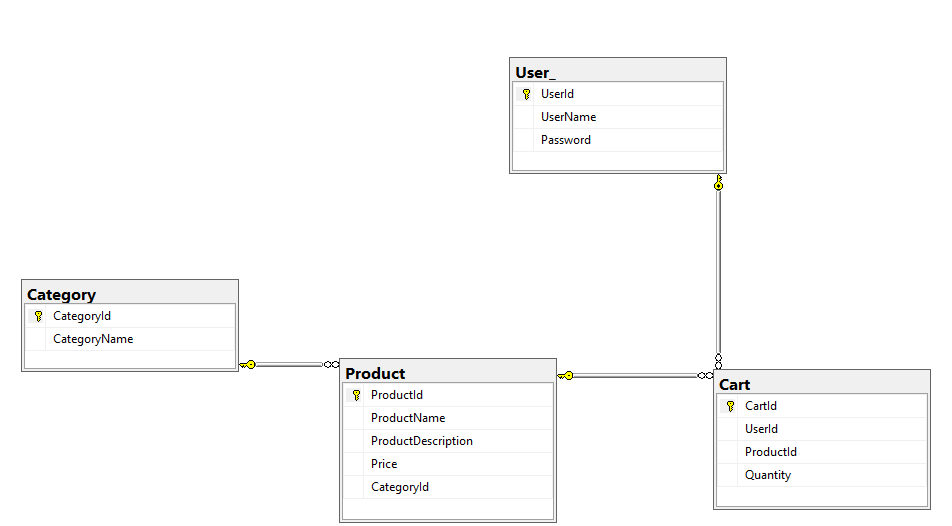 User_
UserId
UserName
Password
Category
CategoryId
CategoryName
Product
ProductId
ProductName
ProductDescription
Price
CategoryId
Cart
CartId
UserId
ProductId
Quantity